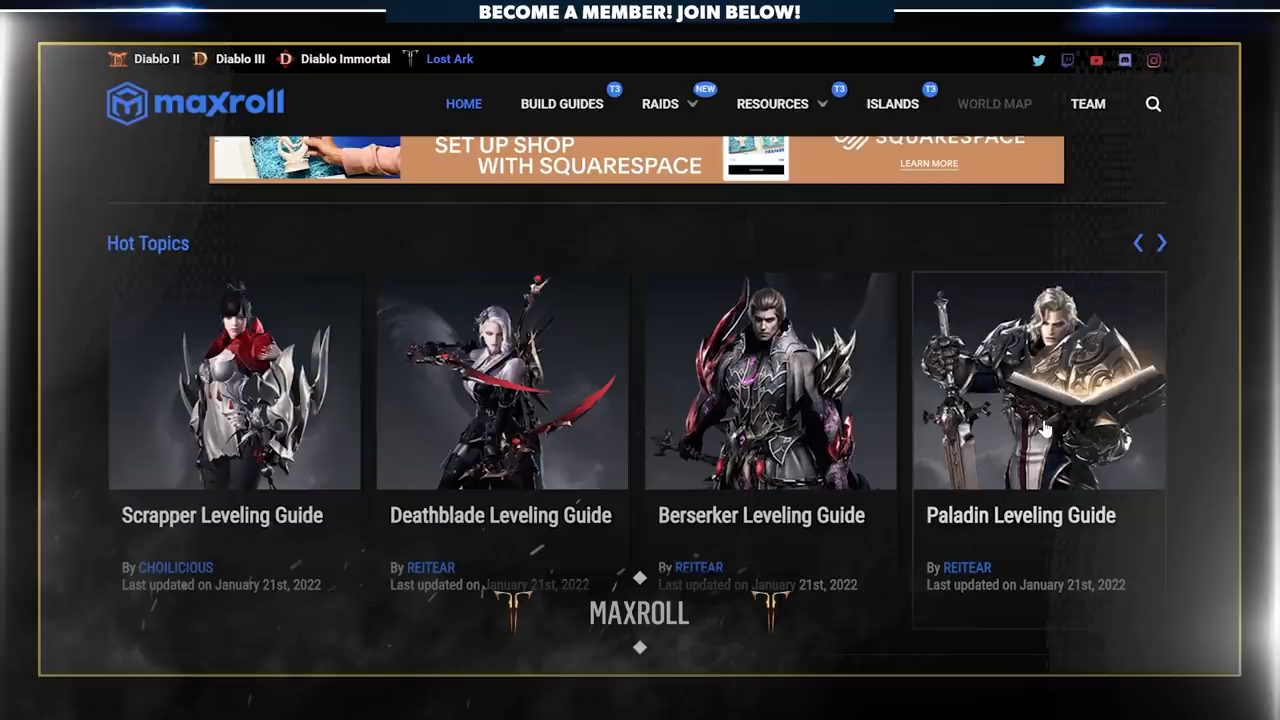 BECOME A MEMBER! JOIN BELOW!
Diablo II Diablo III Diablo Immortal Lost Ark
maxroll
HOME BUILD GUIDES T3 RAIDS NEW RESOURCES T3 ISLANDS T3 WORLD MAP TEAM
SET UP SHOP
WITH SQUARESPACE
SQUARESPACE
LEARN MORE
Hot Topics
Scrapper Leveling Guide
By CHOILICIOUS
Last updated on January 21st, 2022
Deathblade Leveling Guide
By REITEAR
Last updated on January 21st, 2022
Berserker Leveling Guide
By REITEAR
Last updated on January 21st, 2022
Paladin Leveling Guide
By REITEAR
Last updated on January 21st, 2022
MAXROLL